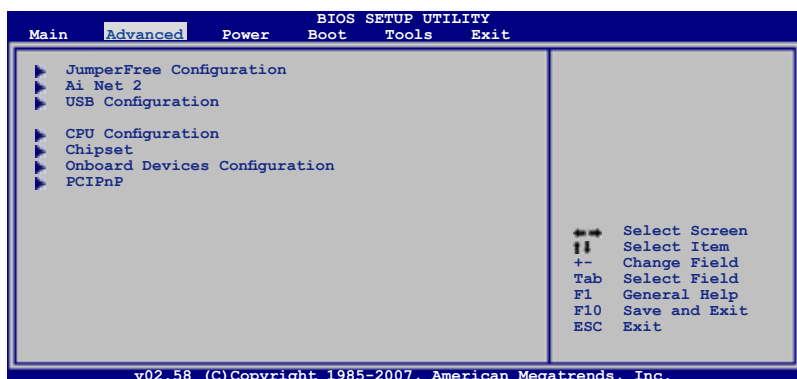 BIOS SETUP UTILITY
Main Advanced Power Boot Tools Exit
JumperFree Configuration
Ai Net 2
USB Configuration
CPU Configuration
Chipset
Onboard Devices Configuration
PCIPnP
←→ Select Screen
↑↓ Select Item
+- Change Field
Tab Select Field
F1 General Help
F10 Save and Exit
ESC Exit
v02.58 (C)Copyright 1985-2007, American Megatrends, Inc.